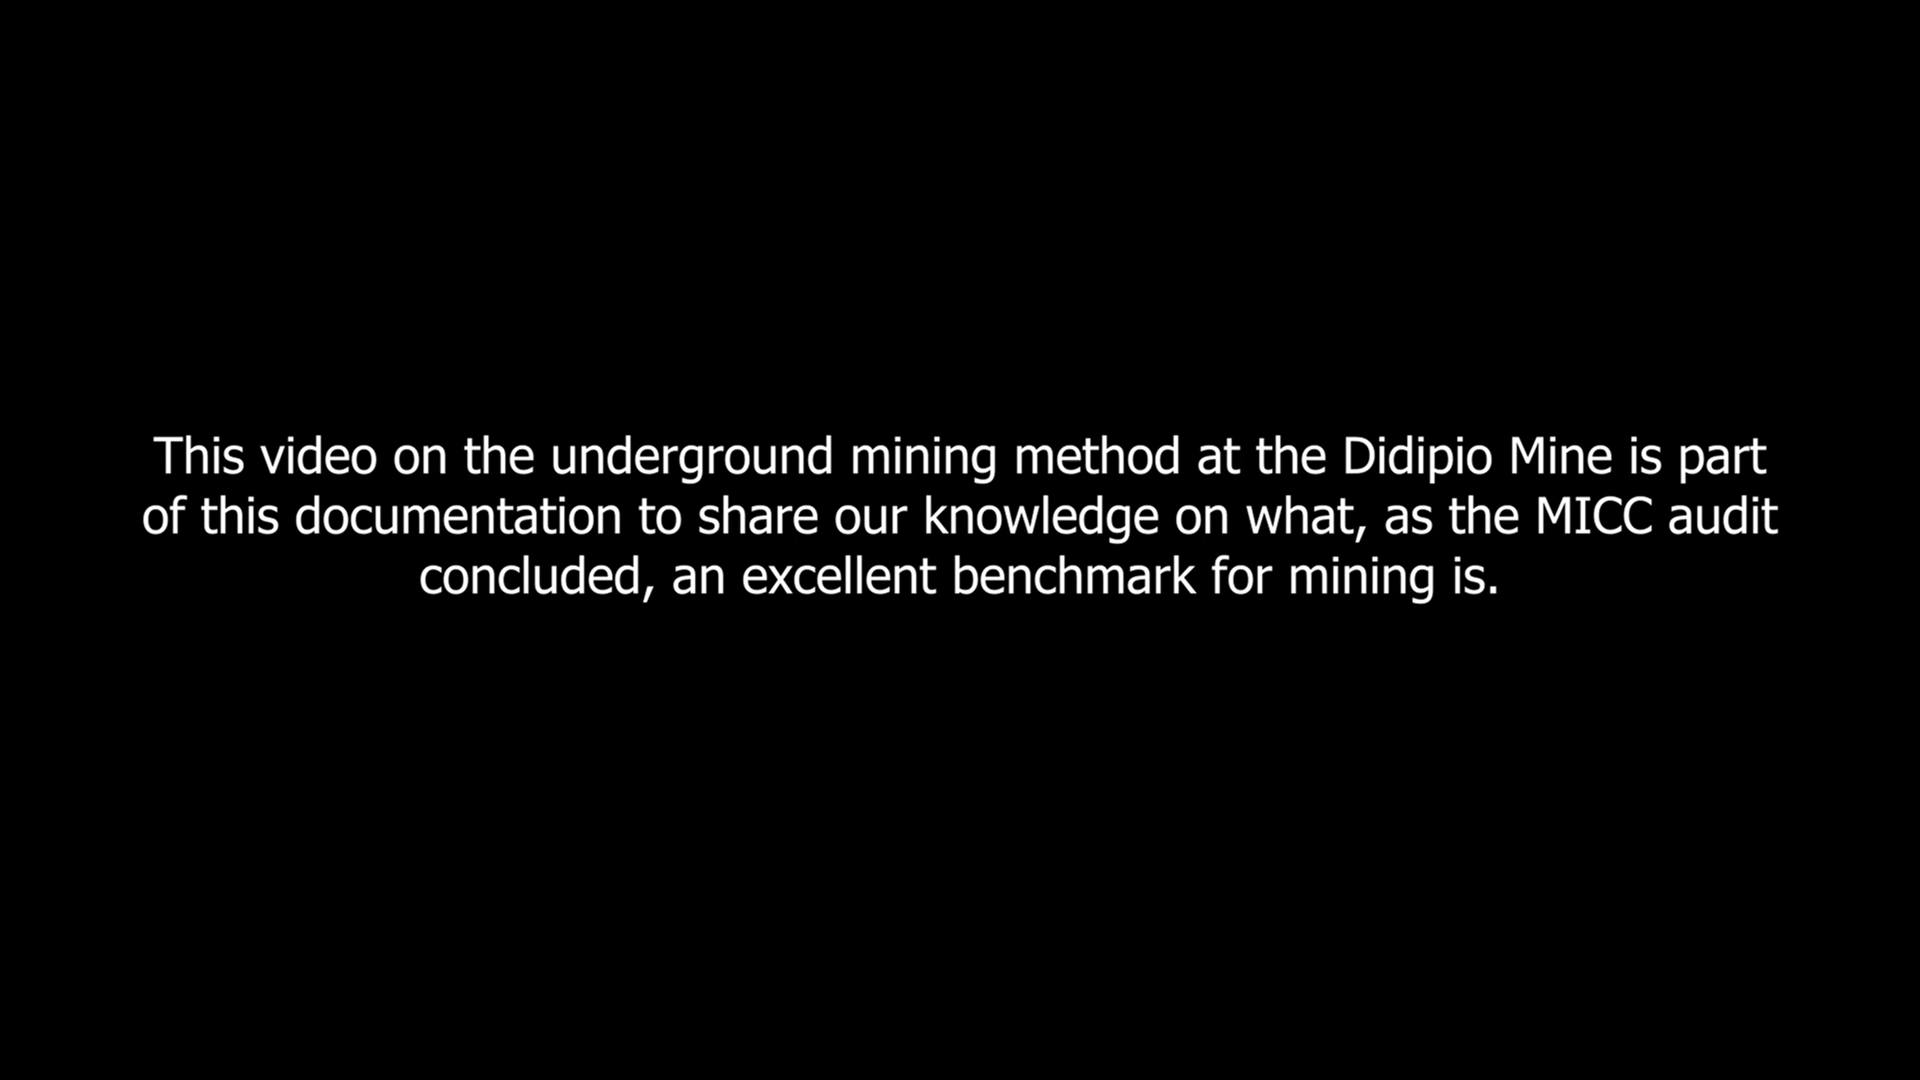 This video on the underground mining method at the Didipio Mine is part
of this documentation to share our knowledge on what, as the MICC audit
concluded, an excellent benchmark for mining is.